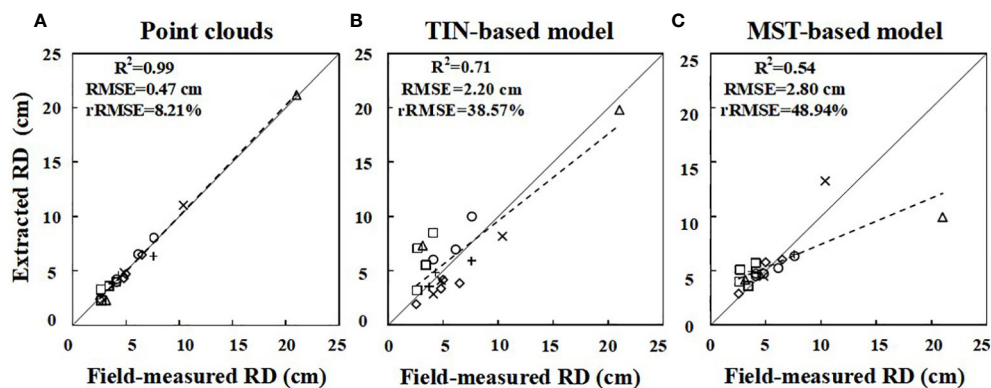 A
Point clouds
R²=0.99
RMSE=0.47 cm
rRMSE=8.21%
Extracted RD (cm)
25
20
15
10
5
0
0 5 10 15 20 25
Field-measured RD (cm)
B
TIN-based model
R²=0.71
RMSE=2.20 cm
rRMSE=38.57%
25
20
15
10
5
0
0 5 10 15 20 25
Field-measured RD (cm)
C
MST-based model
R²=0.54
RMSE=2.80 cm
rRMSE=48.94%
25
20
15
10
5
0
0 5 10 15 20 25
Field-measured RD (cm)